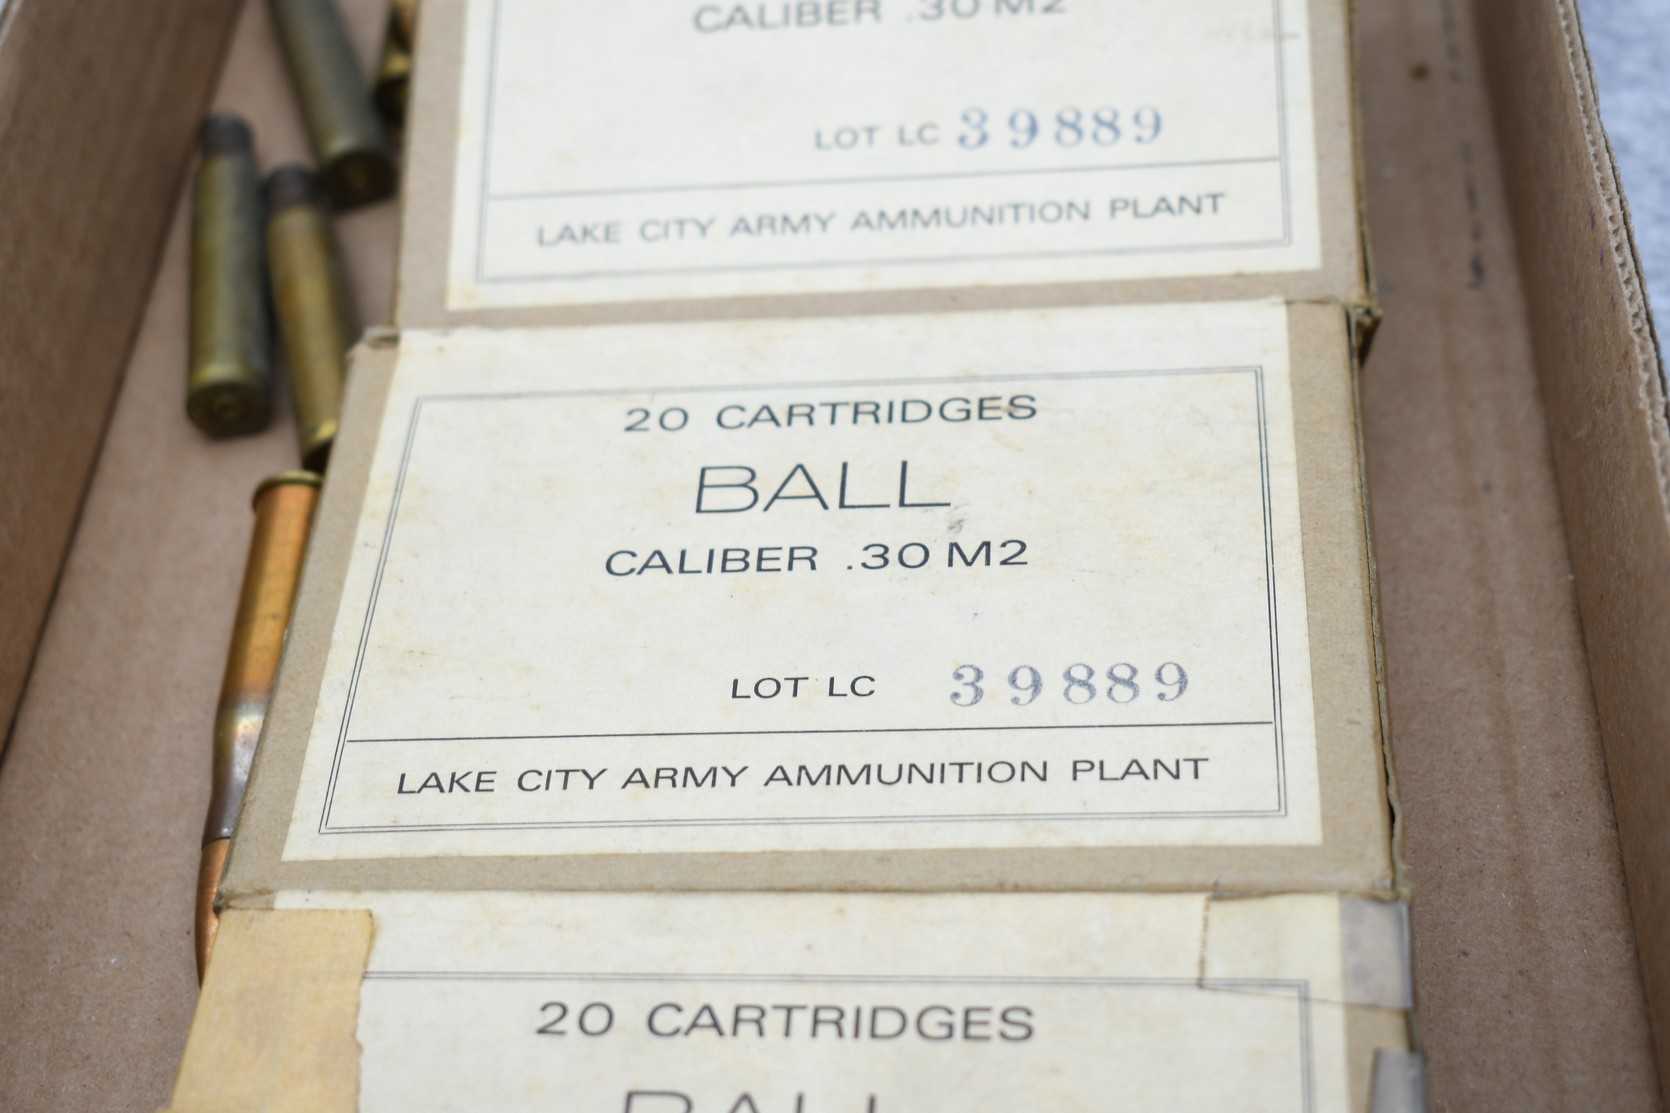 CALIBER .30 M2
LOT LC 39889
LAKE CITY ARMY AMMUNITION PLANT
20 CARTRIDGES
BALL
CALIBER .30 M2
LOT LC 39889
LAKE CITY ARMY AMMUNITION PLANT
20 CARTRIDGES
BALL